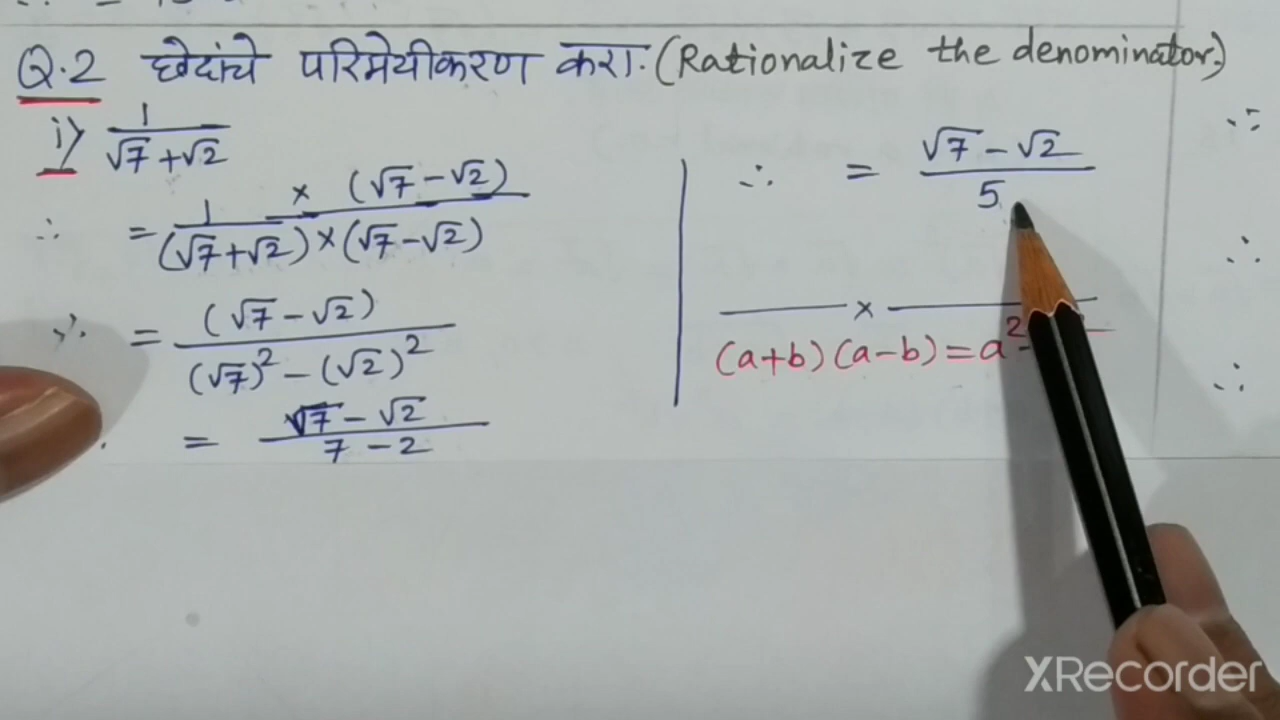 Q.2 छेदांचे परिमेयीकरण करा. (Rationalize the denominator.)
i) 1/(√7+√2)
∴ = 1 × (√7-√2) / (√7+√2) × (√7-√2)
∴ = (√7-√2) / (√7)² - (√2)²
= √7-√2 / 7-2
∴ = √7-√2 / 5
×
(a+b)(a-b) = a² -
XRecorder